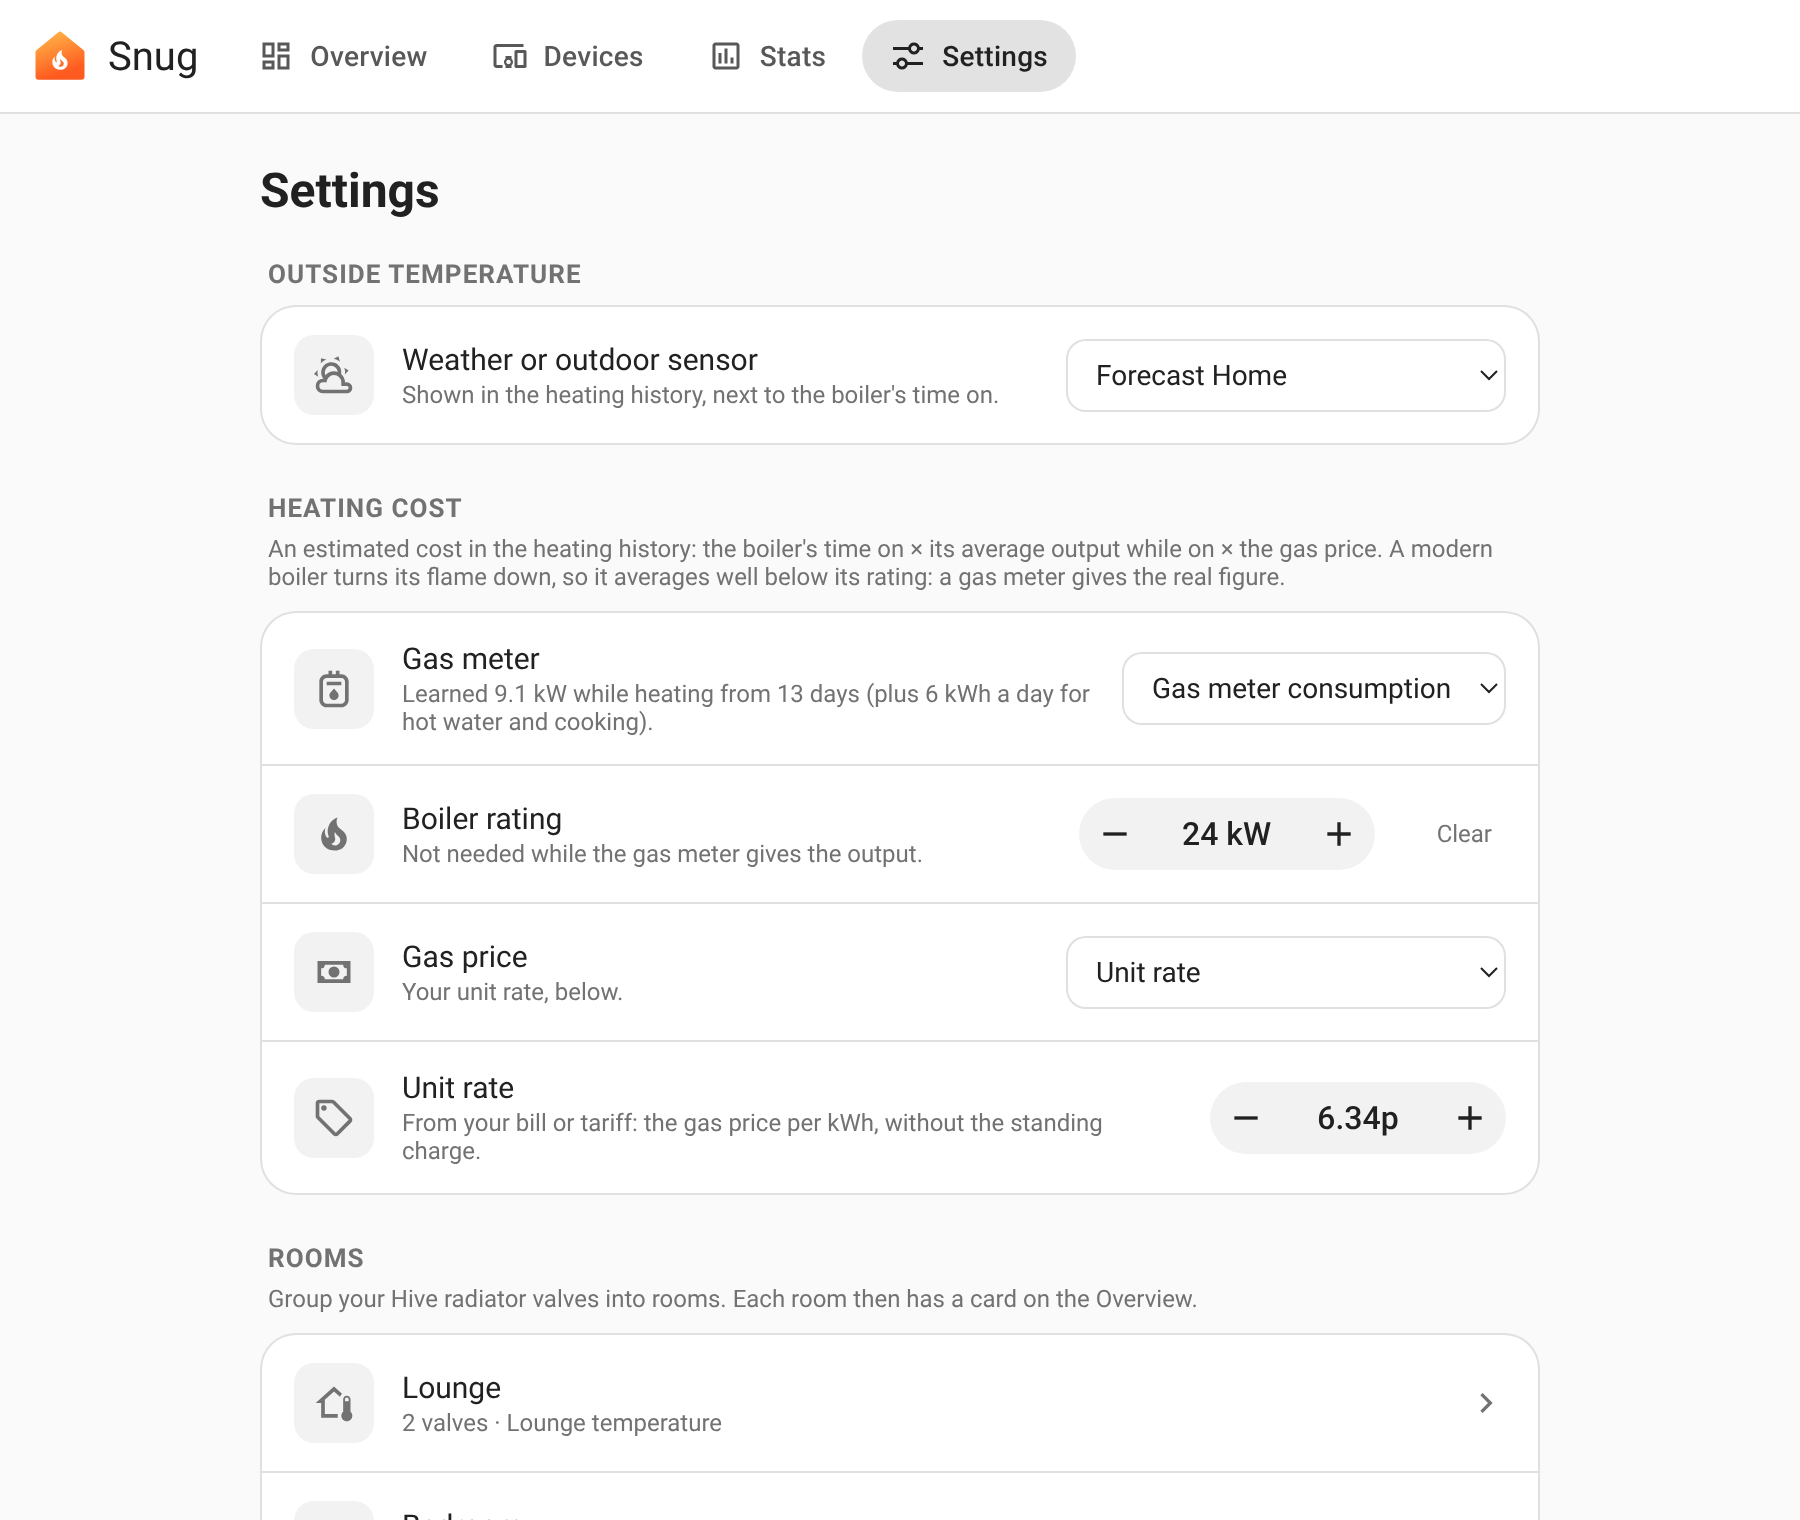 Snug
Overview
Devices
Stats
Settings
Settings
OUTSIDE TEMPERATURE
Weather or outdoor sensor
Shown in the heating history, next to the boiler's time on.
Forecast Home
HEATING COST
An estimated cost in the heating history: the boiler's time on × its average output while on × the gas price. A modern
boiler turns its flame down, so it averages well below its rating: a gas meter gives the real figure.
Gas meter
Learned 9.1 kW while heating from 13 days (plus 6 kWh a day for
hot water and cooking).
Gas meter consumption
Boiler rating
Not needed while the gas meter gives the output.
24 kW
Clear
Gas price
Your unit rate, below.
Unit rate
Unit rate
From your bill or tariff: the gas price per kWh, without the standing
charge.
6.34p
ROOMS
Group your Hive radiator valves into rooms. Each room then has a card on the Overview.
Lounge
2 valves · Lounge temperature